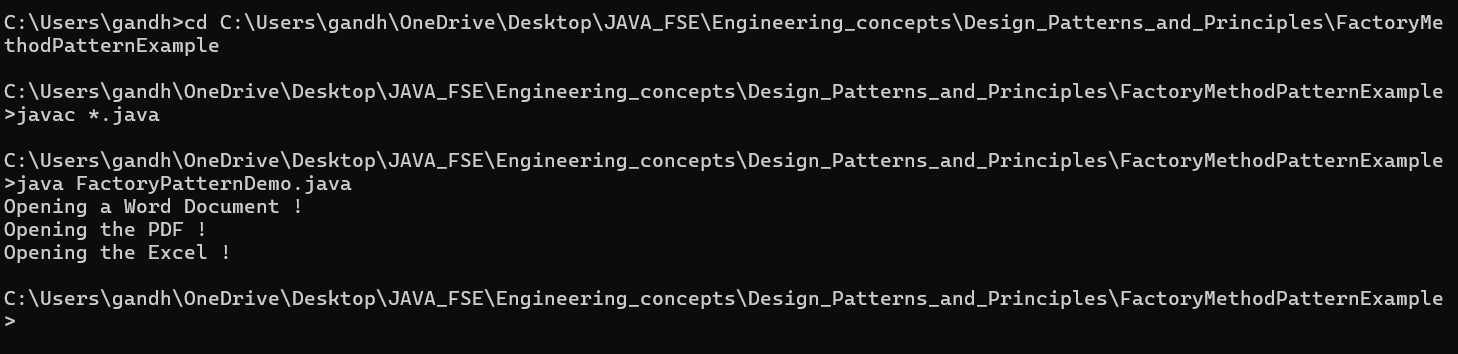 C:\Users\gandh>cd C:\Users\gandh\OneDrive\Desktop\JAVA_FSE\Engineering_concepts\Design_Patterns_and_Principles\FactoryMe
thodPatternExample
C:\Users\gandh\OneDrive\Desktop\JAVA_FSE\Engineering_concepts\Design_Patterns_and_Principles\FactoryMethodPatternExample
>javac *.java
C:\Users\gandh\OneDrive\Desktop\JAVA_FSE\Engineering_concepts\Design_Patterns_and_Principles\FactoryMethodPatternExample
>java FactoryPatternDemo.java
Opening a Word Document !
Opening the PDF !
Opening the Excel !
C:\Users\gandh\OneDrive\Desktop\JAVA_FSE\Engineering_concepts\Design_Patterns_and_Principles\FactoryMethodPatternExample
>